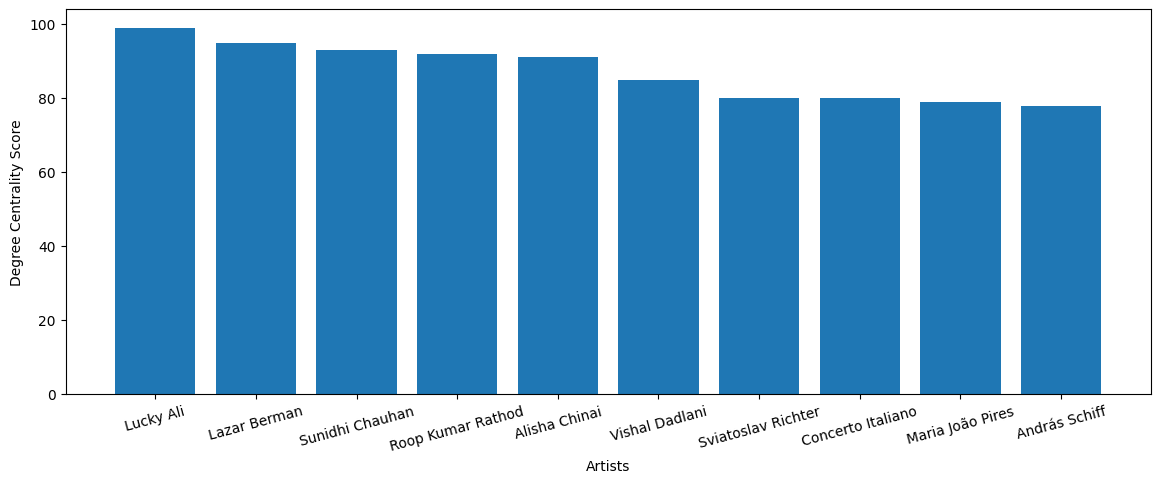 100
80
60
40
20
0
Degree Centrality Score
Lucky Ali
Lazar Berman
Sunidhi Chauhan
Roop Kumar Rathod
Alisha Chinai
Vishal Dadlani
Sviatoslav Richter
Concerto Italiano
Maria João Pires
András Schiff
Artists